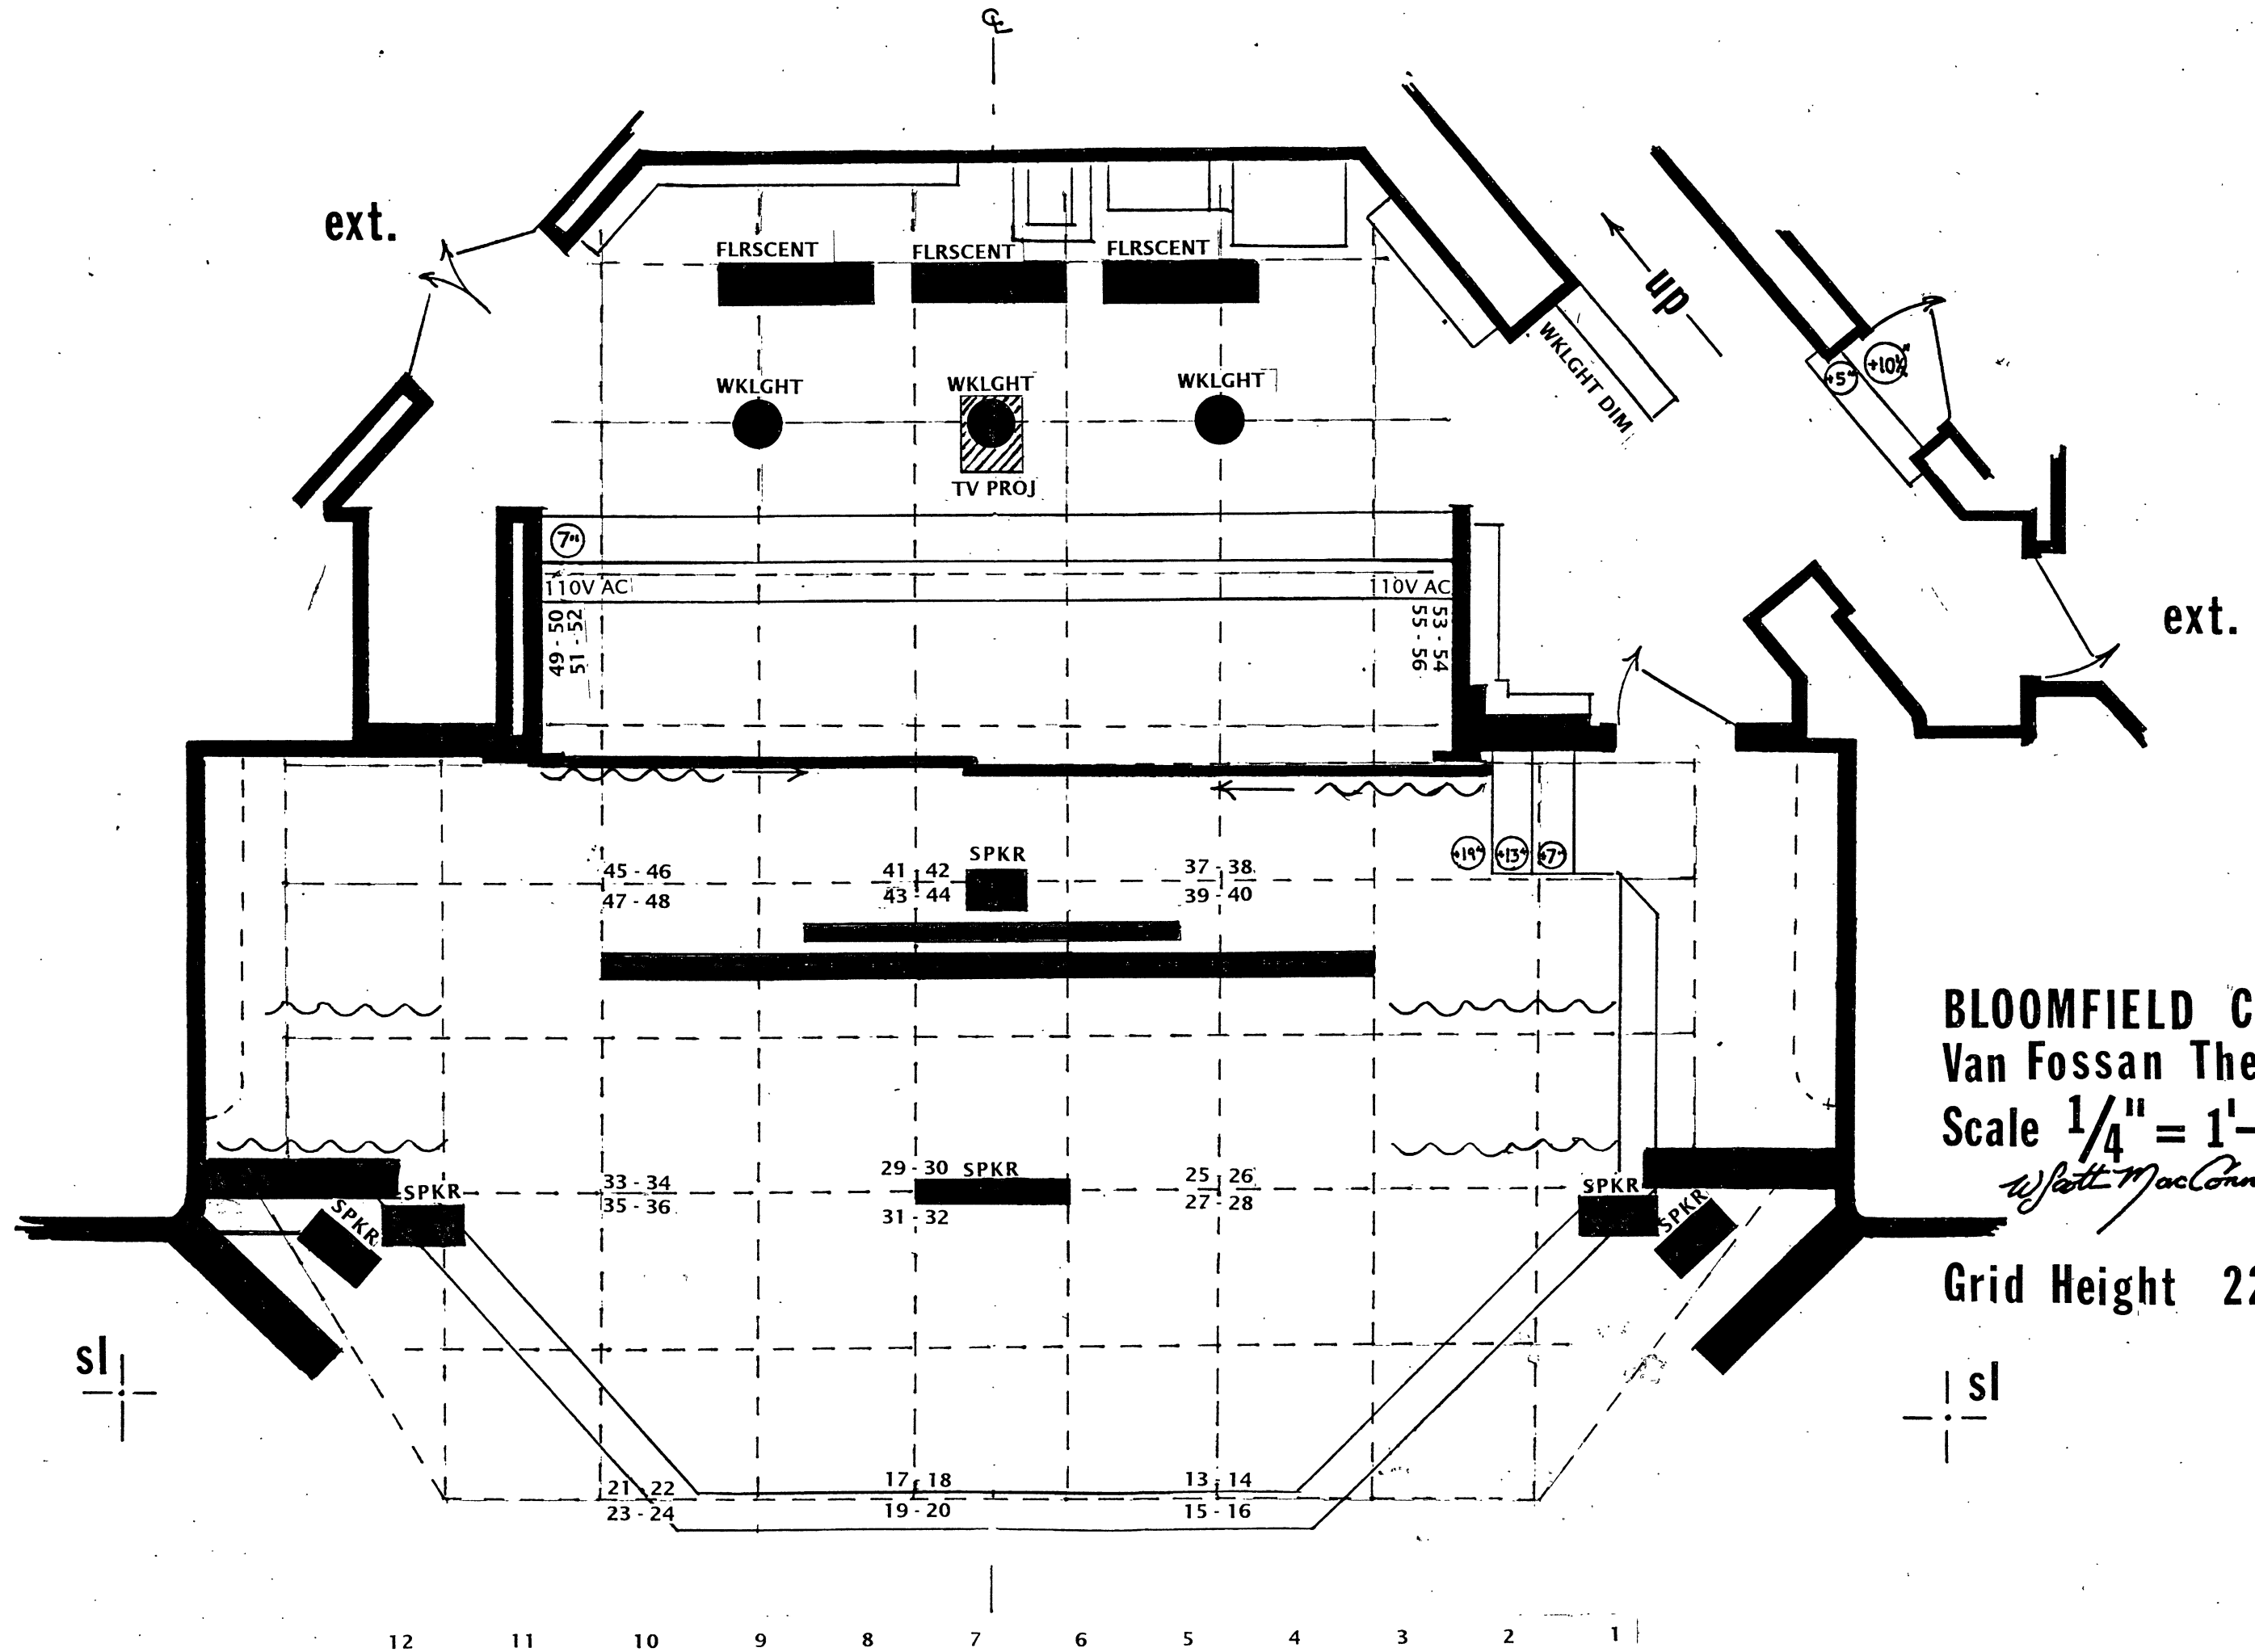 ℄
ext.
FLRSCENT
FLRSCENT
FLRSCENT
up
+5"
+10½"
WKLGHT
WKLGHT
WKLGHT
WKLGHT DIM
TV PROJ
7"
110V AC
110V AC
49 - 50
51 - 52
53 - 54
55 - 56
ext.
+19"
+13"
+7"
SPKR
45 - 46
41 - 42
37 - 38
47 - 48
43 - 44
39 - 40
BLOOMFIELD C
Van Fossan The
Scale 1/4" = 1'-
W Scott MacConn
Grid Height 22
29 - 30
SPKR
33 - 34
25 - 26
35 - 36
31 - 32
27 - 28
SPKR
SPKR
SPKR
SPKR
sl
sl
21 - 22
17 - 18
13 - 14
23 - 24
19 - 20
15 - 16
12 11 10 9 8 7 6 5 4 3 2 1